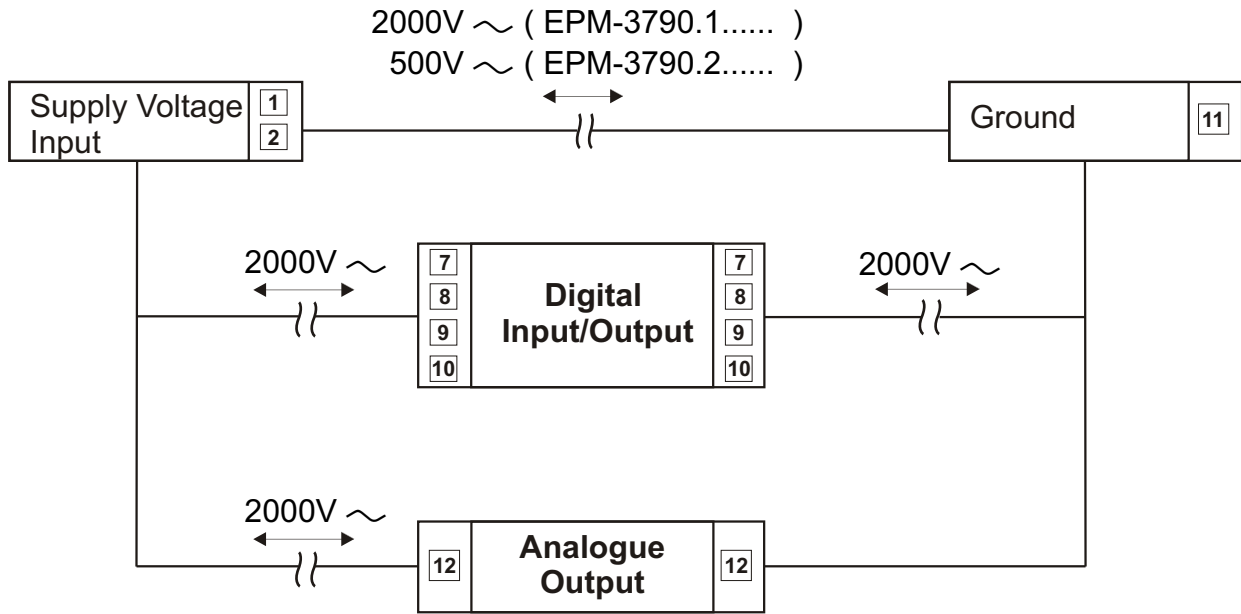 2000V ~ ( EPM-3790.1...... )
500V ~ ( EPM-3790.2...... )
Supply Voltage
Input
1
2
Ground
11
2000V ~
7
8
9
10
Digital
Input/Output
7
8
9
10
2000V ~
2000V ~
12
Analogue
Output
12